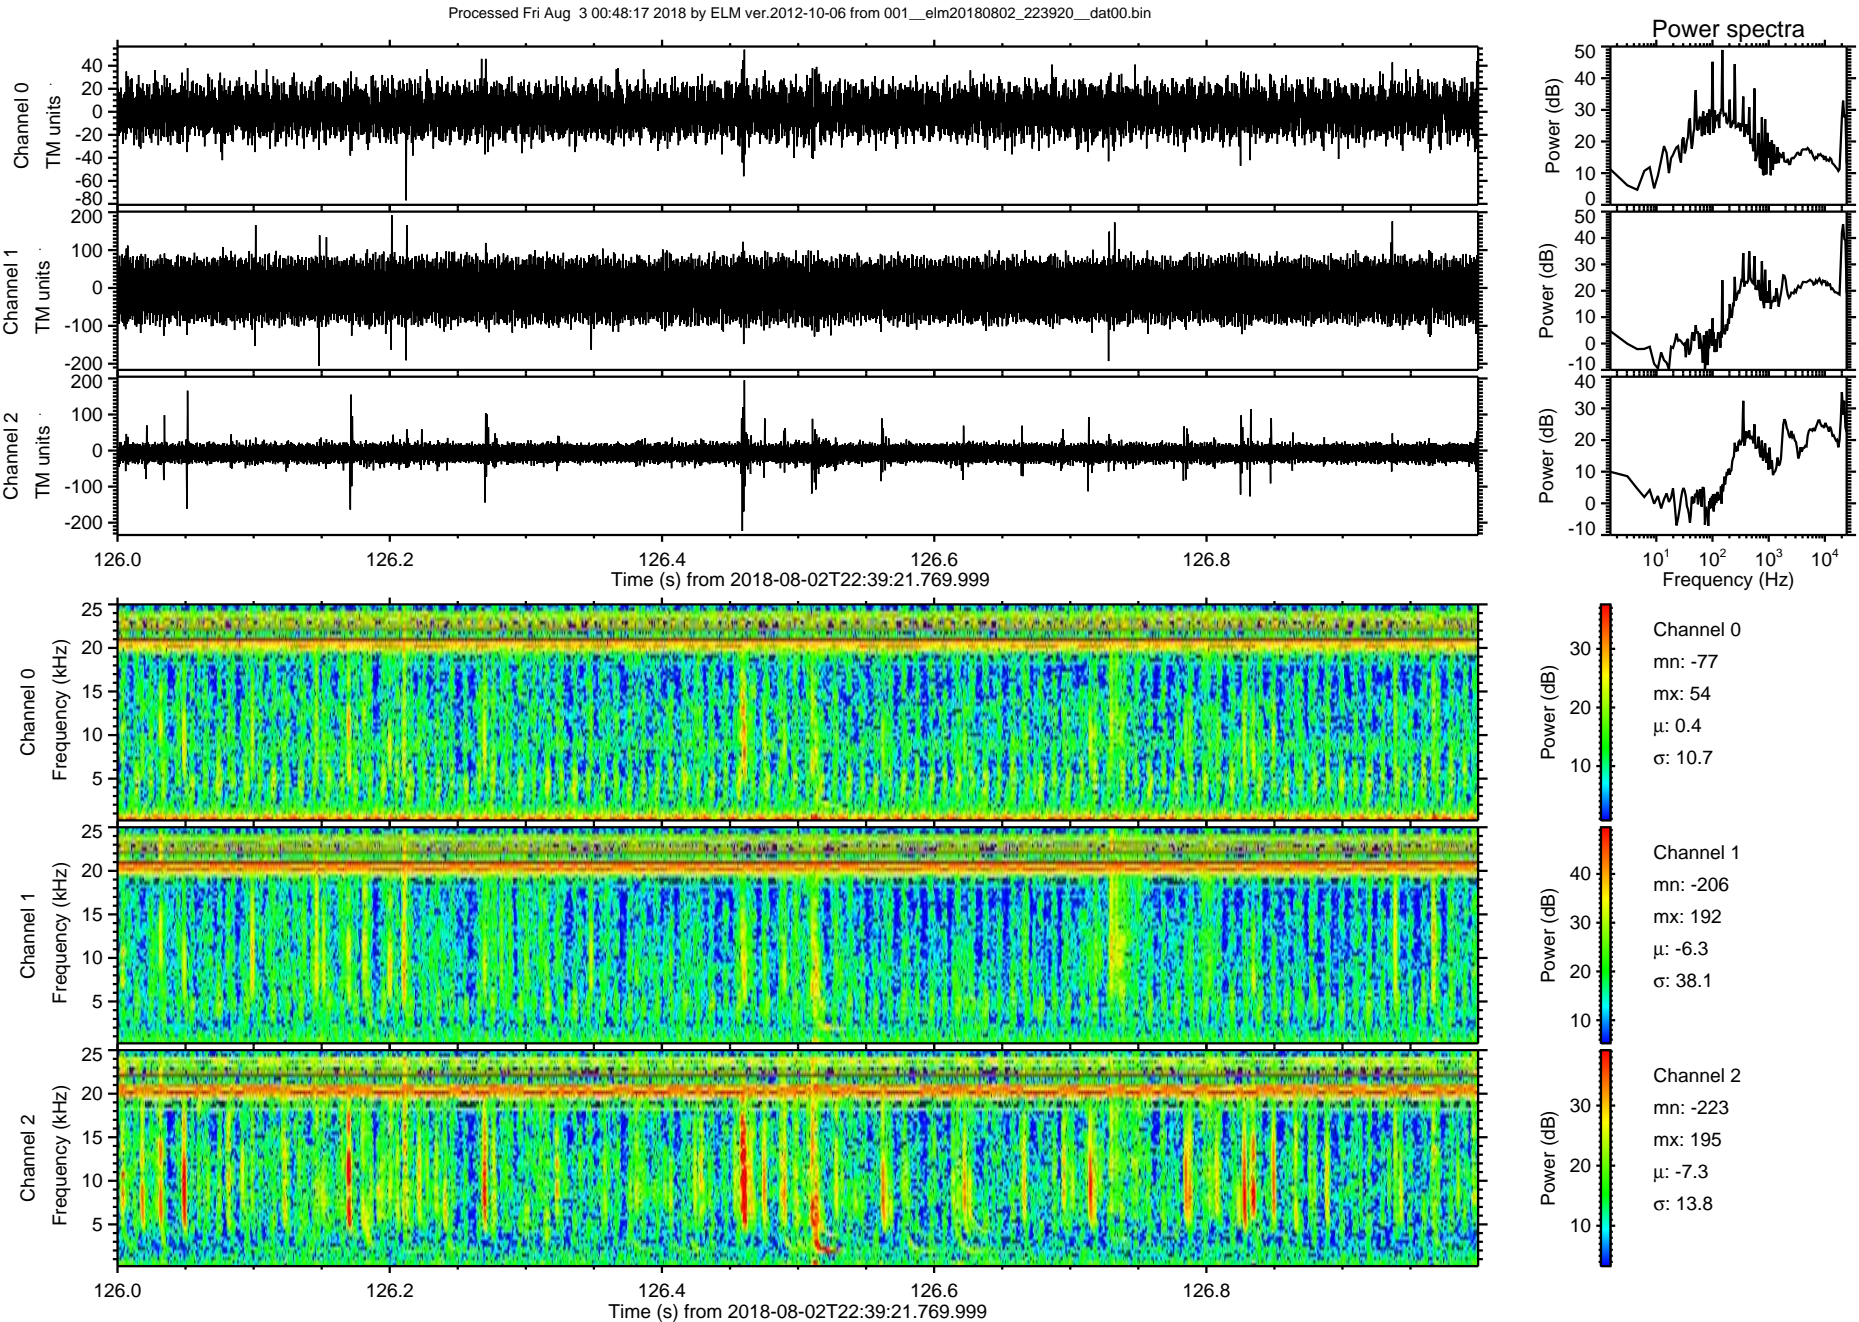 Processed Fri Aug  3 00:48:17 2018 by ELM ver.2012-10-06 from 001__elm20180802_223920__dat00.bin
Power spectra
Channel 0
TM units
40
20
0
-20
-40
-60
-80
Power (dB)
50
40
30
20
10
0
Channel 1
TM units
200
100
0
-100
-200
Power (dB)
50
40
30
20
10
0
-10
Channel 2
TM units
200
100
0
-100
-200
Power (dB)
40
30
20
10
0
-10
126.0
126.2
126.4
126.6
126.8
Time (s) from 2018-08-02T22:39:21.769.999
10^1
10^2
10^3
10^4
Frequency (Hz)
Channel 0
Frequency (kHz)
25
20
15
10
5
Power (dB)
30
20
10
Channel 0
mn: -77
mx: 54
μ: 0.4
σ: 10.7
Channel 1
Frequency (kHz)
25
20
15
10
5
Power (dB)
40
30
20
10
Channel 1
mn: -206
mx: 192
μ: -6.3
σ: 38.1
Channel 2
Frequency (kHz)
25
20
15
10
5
Power (dB)
30
20
10
Channel 2
mn: -223
mx: 195
μ: -7.3
σ: 13.8
126.0
126.2
126.4
126.6
126.8
Time (s) from 2018-08-02T22:39:21.769.999